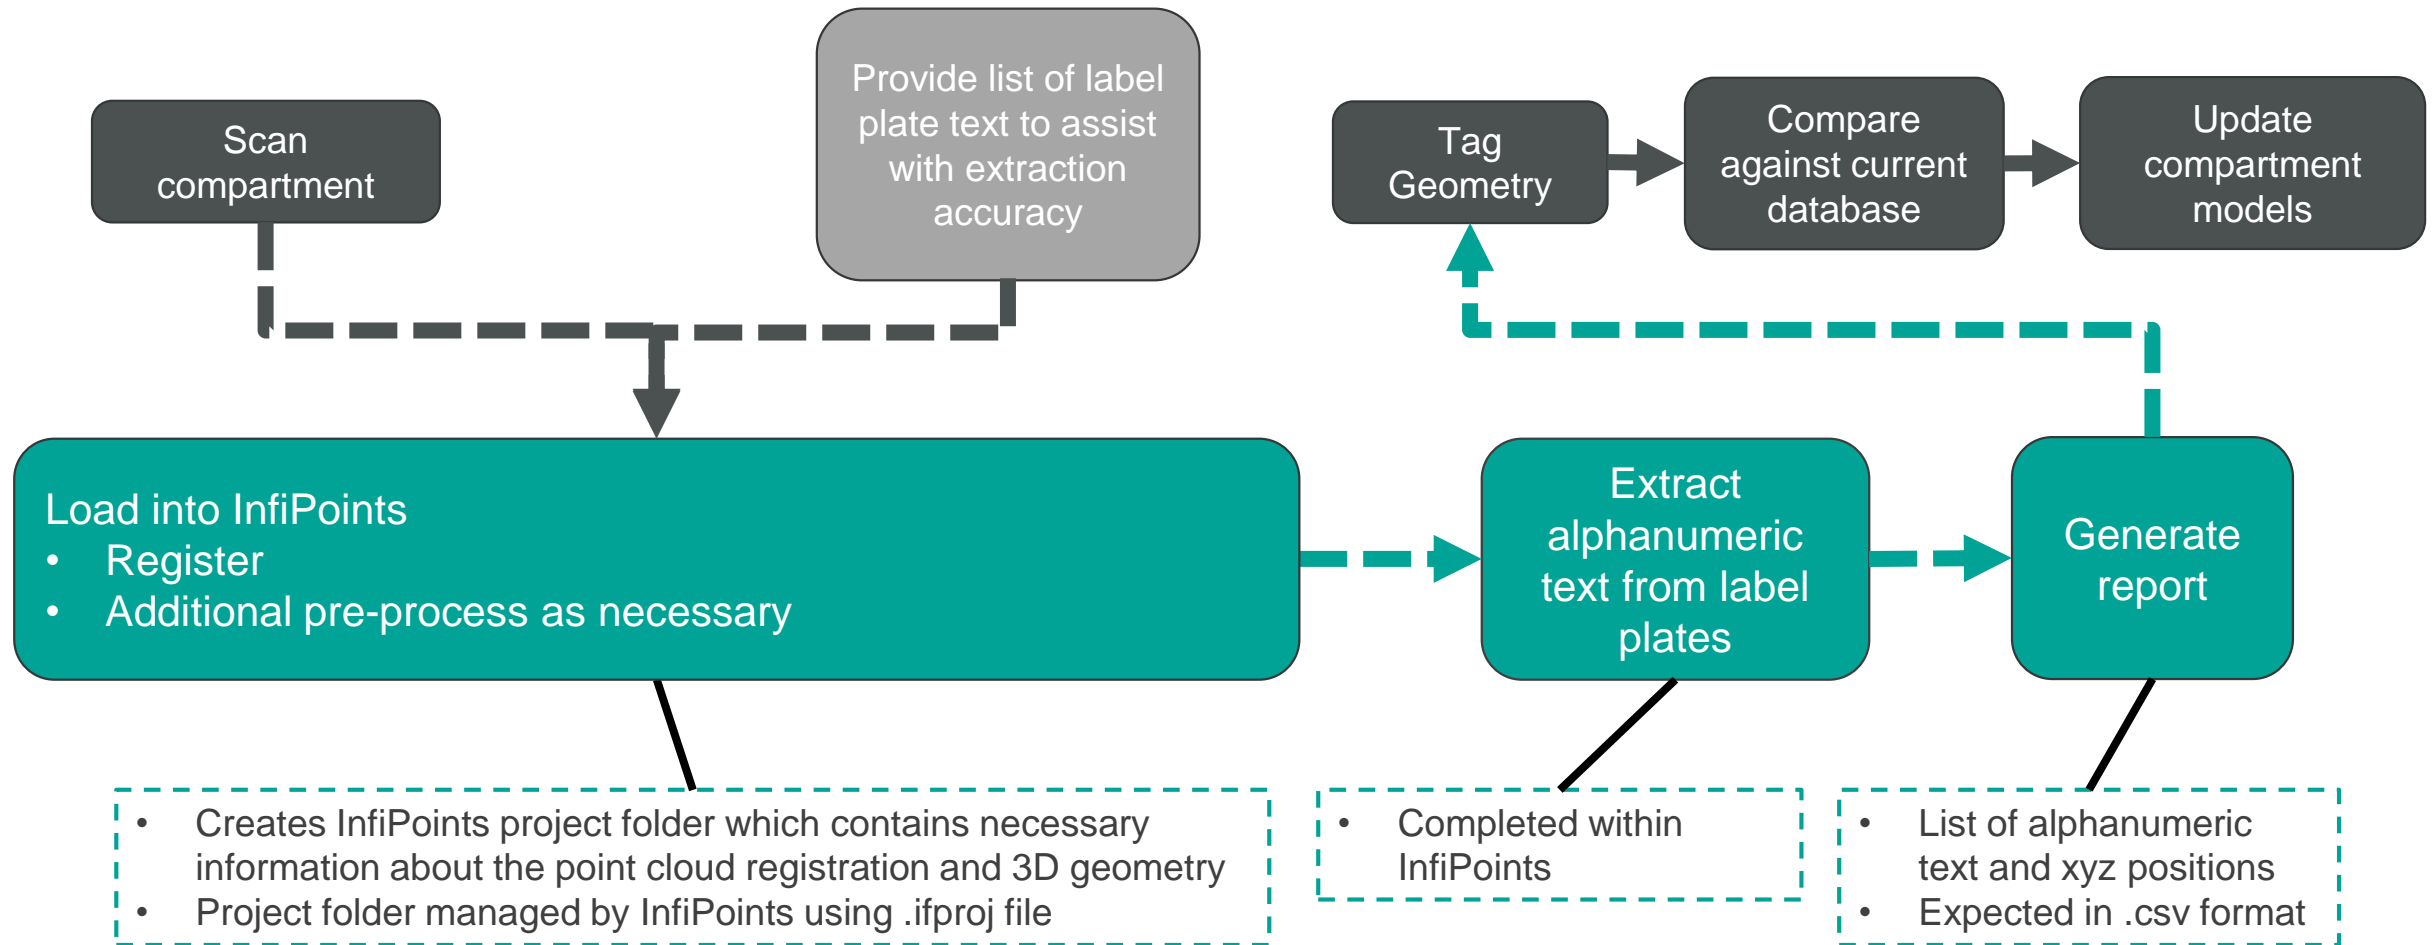 Scan
compartment
Provide list of label
plate text to assist
with extraction
accuracy
Tag
Geometry
Compare
against current
database
Update
compartment
models
Load into InfiPoints
• Register
• Additional pre-process as necessary
Extract
alphanumeric
text from label
plates
Generate
report
• Creates InfiPoints project folder which contains necessary
information about the point cloud registration and 3D geometry
• Project folder managed by InfiPoints using .ifproj file
• Completed within
InfiPoints
• List of alphanumeric
text and xyz positions
• Expected in .csv format